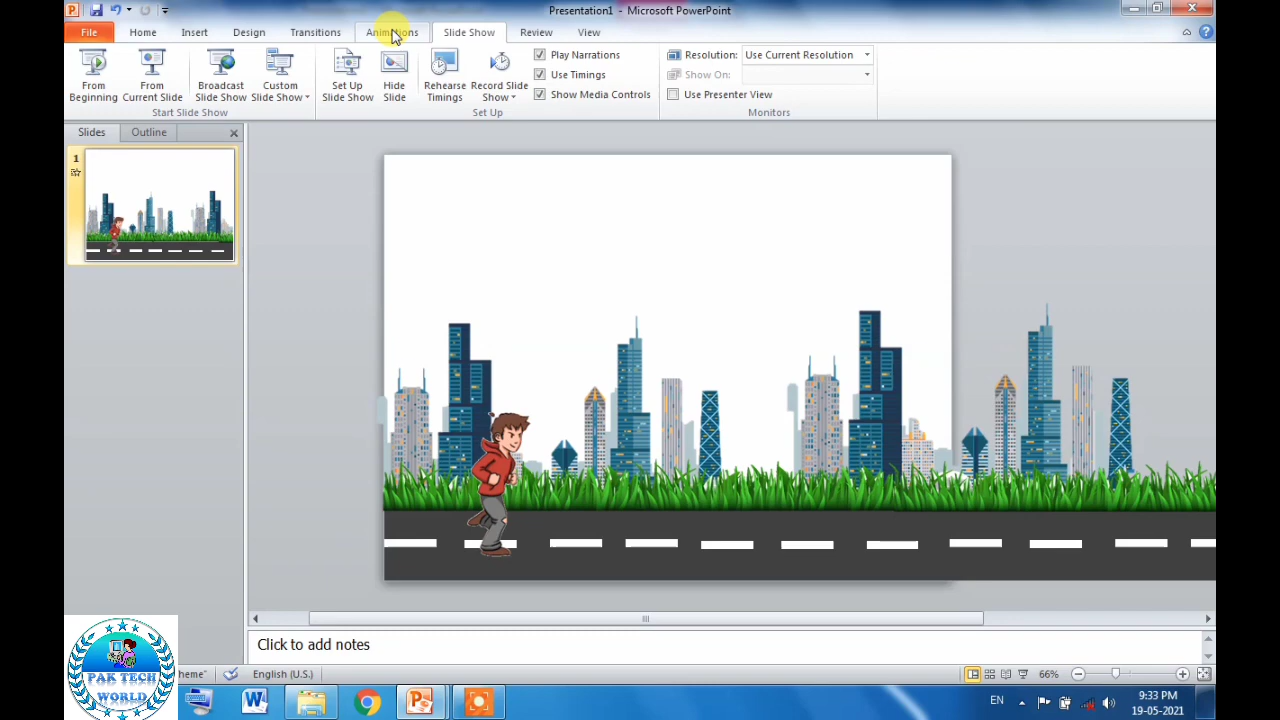 Presentation1 - Microsoft PowerPoint
File Home Insert Design Transitions Animations Slide Show Review View
From Beginning
From Current Slide
Broadcast Slide Show
Custom Slide Show
Set Up Slide Show
Hide Slide
Rehearse Timings
Record Slide Show
Play Narrations
Use Timings
Show Media Controls
Resolution: Use Current Resolution
Show On:
Use Presenter View
Start Slide Show Set Up Monitors
Slides Outline
1
Click to add notes
heme" English (U.S.) 66%
PAK TECH
WORLD
EN 9:33 PM
19-05-2021